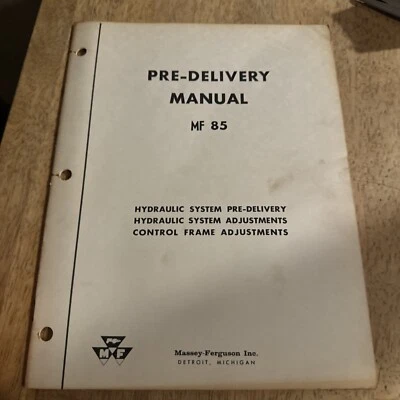 PRE-DELIVERY
MANUAL
MF 85
HYDRAULIC SYSTEM PRE-DELIVERY
HYDRAULIC SYSTEM ADJUSTMENTS
CONTROL FRAME ADJUSTMENTS
MF
Massey-Ferguson Inc.
DETROIT, MICHIGAN